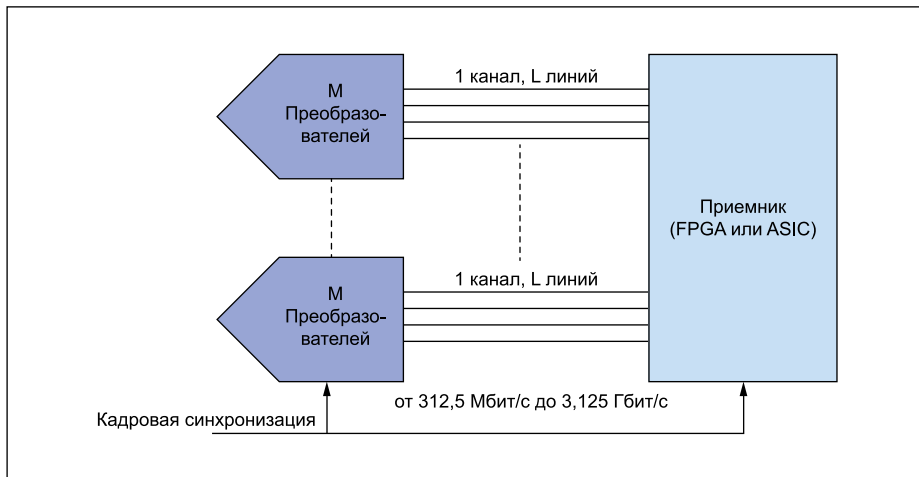 М
Преобразо-
вателей
1 канал, L линий
Приемник
(FPGA или ASIC)
1 канал, L линий
М
Преобразо-
вателей
от 312,5 Мбит/с до 3,125 Гбит/с
Кадровая синхронизация